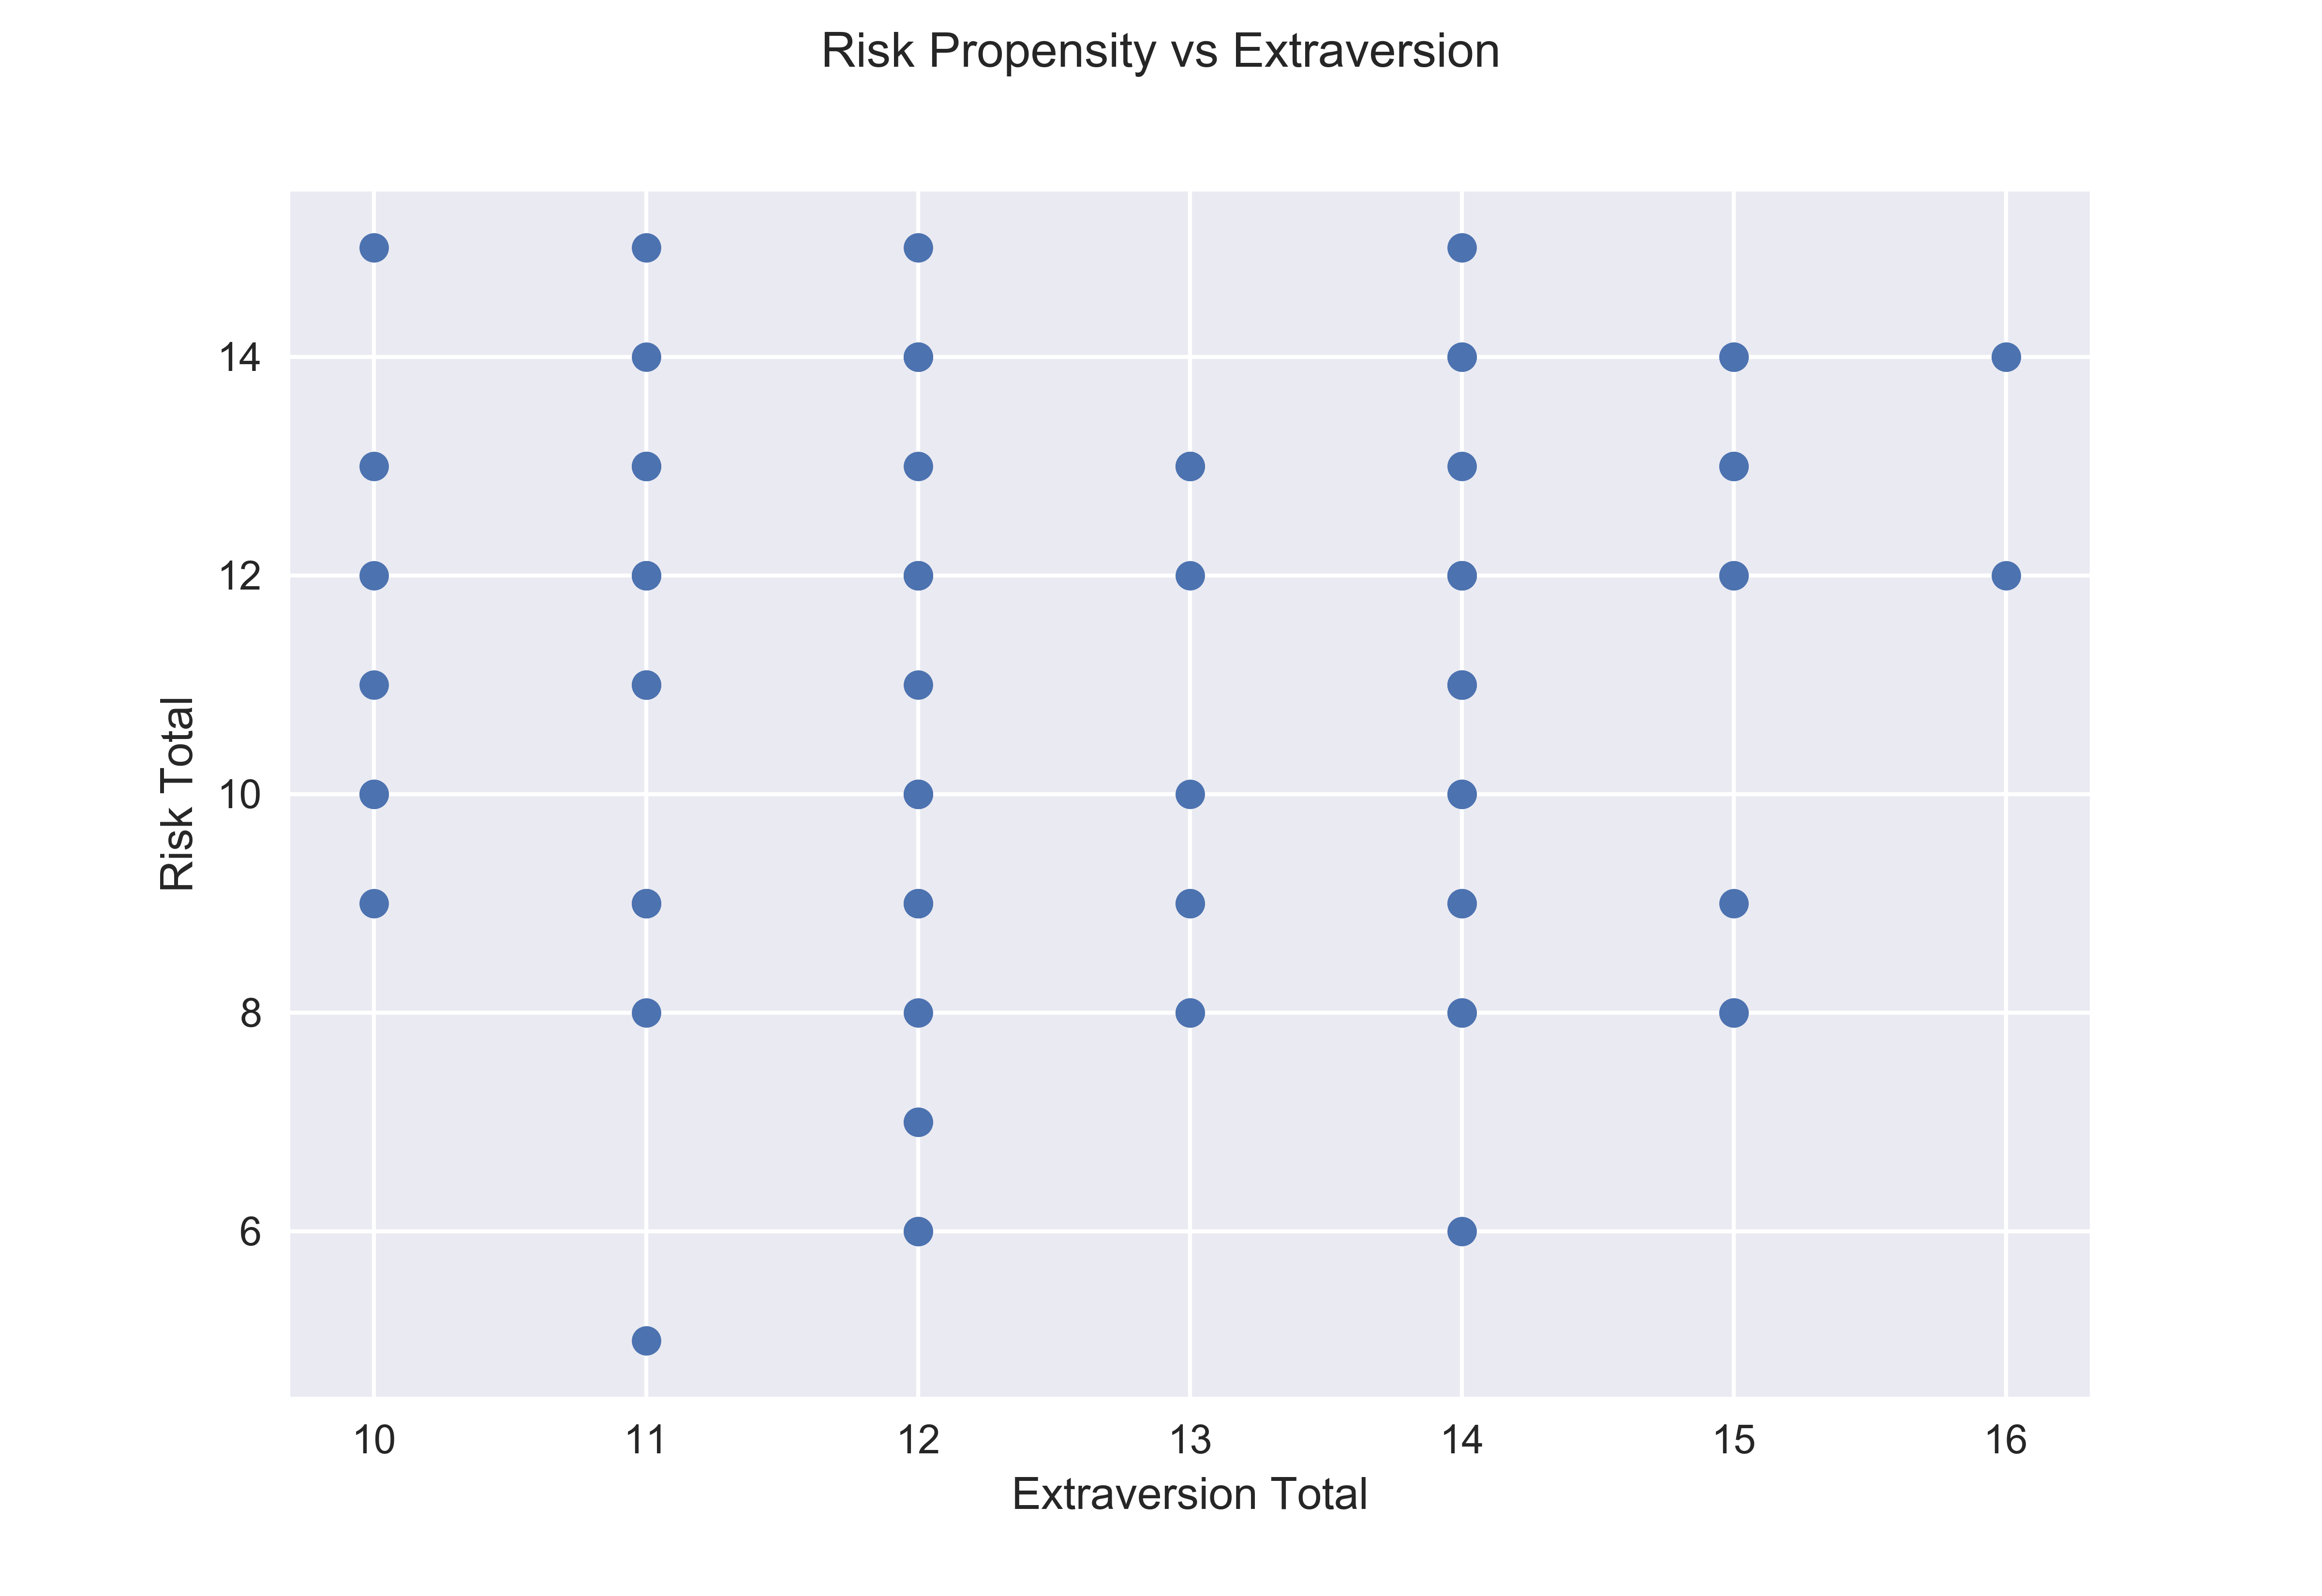 Risk Propensity vs Extraversion
Risk Total
14
12
10
8
6
10 11 12 13 14 15 16
Extraversion Total